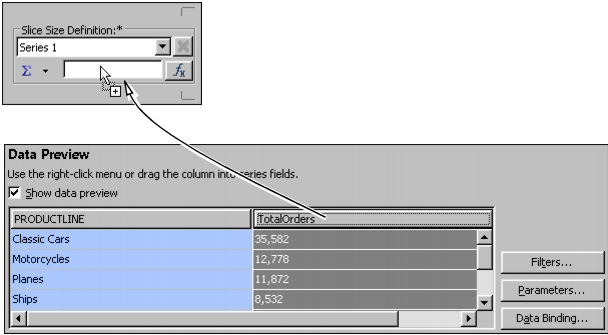 Slice Size Definition:*
Series 1
Σ fx
Data Preview
Use the right-click menu or drag the column into series fields.
Show data preview
PRODUCTLINE TotalOrders
Classic Cars 35,582
Motorcycles 12,778
Planes 11,872
Ships 8,532
Filters...
Parameters...
Data Binding...